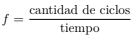 f = cantidad de ciclos / tiempo